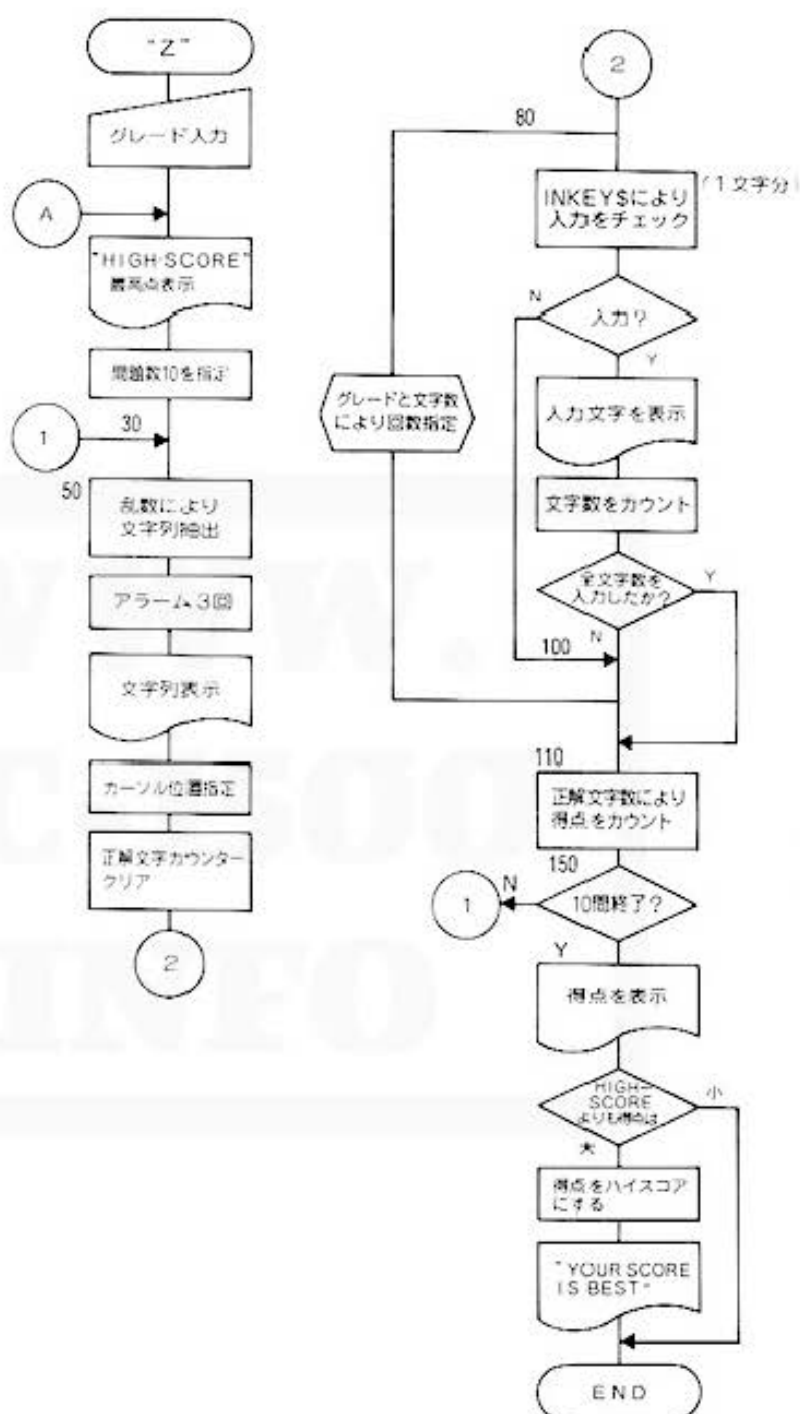 "Z"
グレード入力
A
"HIGH-SCORE"
最高点表示
問題数10を指定
1
30
50
乱数により
文字列抽出
アラーム3回
文字列表示
カーソル位置指定
正解文字カウンター
クリア
2
2
80
INKEY$により
入力をチェック
(1文字分)
N
入力?
Y
グレードと文字数
により回数指定
入力文字を表示
文字数をカウント
全文字数を
入力したか?
Y
N
100
110
正解文字数により
得点をカウント
150
N
1
10問終了?
Y
得点を表示
HIGH-
SCORE
よりも得点は
小
大
得点をハイスコア
にする
"YOUR SCORE
IS BEST"
END
WWW.
INFO